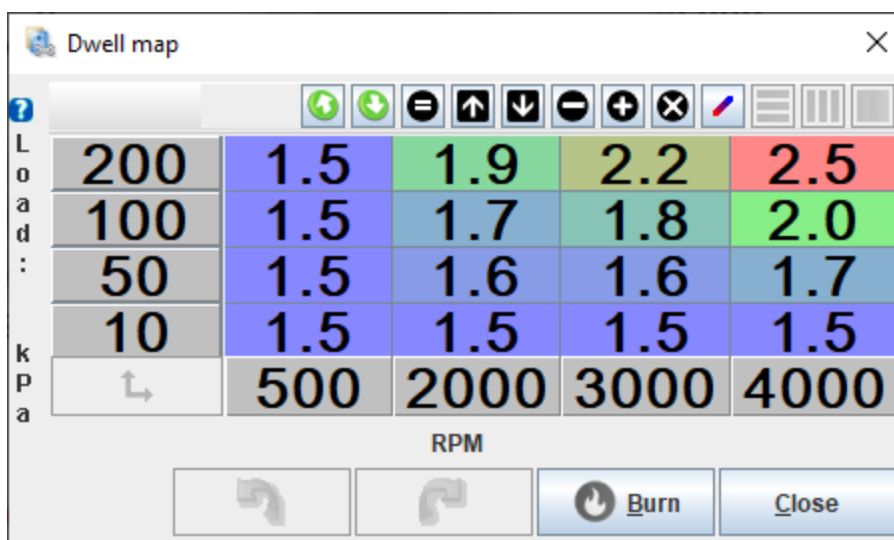 Dwell map
Load: kPa
200 1.5 1.9 2.2 2.5
100 1.5 1.7 1.8 2.0
50 1.5 1.6 1.6 1.7
10 1.5 1.5 1.5 1.5
500 2000 3000 4000
RPM
Burn Close